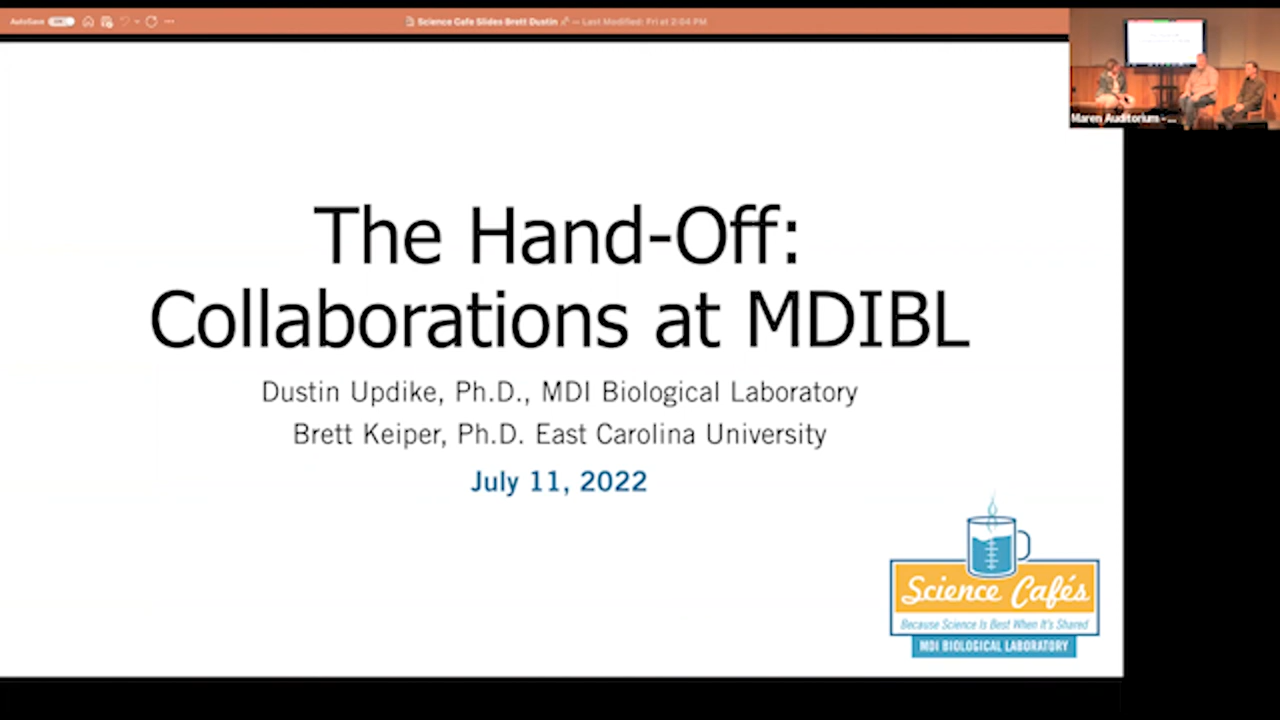 AutoSave
Science Cafe Slides Brett Dustin — Last Modified: Fri at 2:04 PM
Maren Auditorium - ...
The Hand-Off:
Collaborations at MDIBL
Dustin Updike, Ph.D., MDI Biological Laboratory
Brett Keiper, Ph.D. East Carolina University
July 11, 2022
Science Cafés
Because Science Is Best When It's Shared
MDI BIOLOGICAL LABORATORY